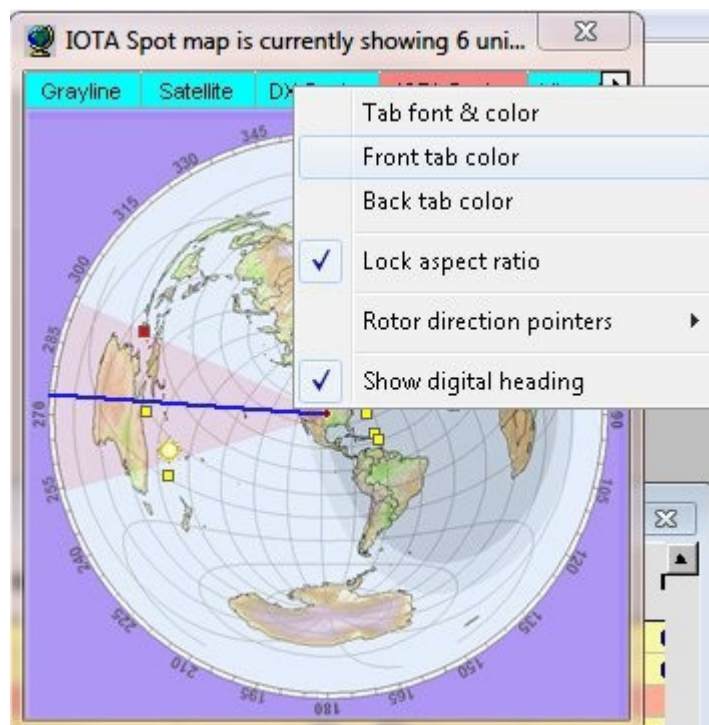 IOTA Spot map is currently showing 6 uni...
Grayline
Satellite
Tab font & color
Front tab color
Back tab color
Lock aspect ratio
Rotor direction pointers
Show digital heading
345
330
315
300
285
270
255
240
225
210
195
180
165
150
135
120
105